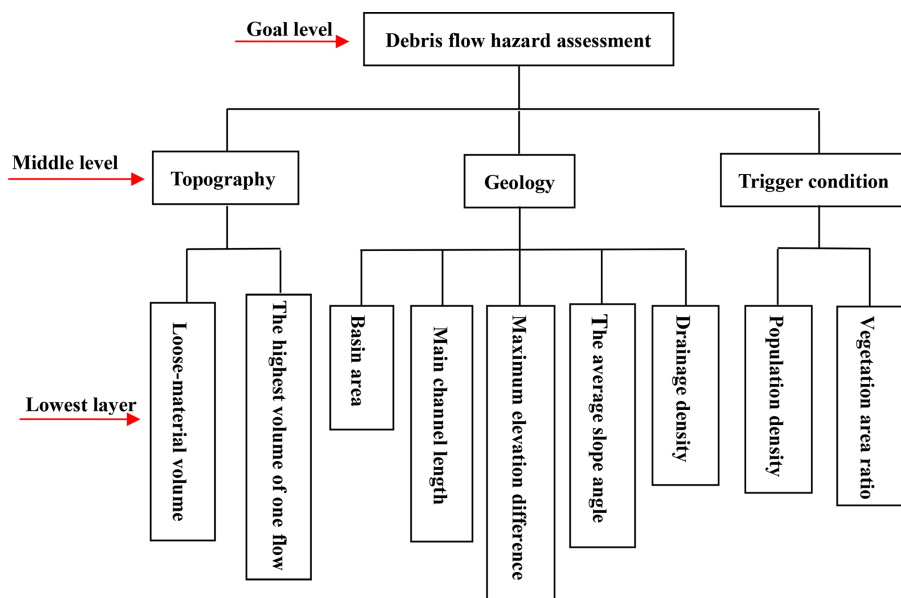 Goal level
Debris flow hazard assessment
Middle level
Topography
Geology
Trigger condition
Lowest layer
Loose-material volume
The highest volume of one flow
Basin area
Main channel length
Maximum elevation difference
The average slope angle
Drainage density
Population density
Vegetation area ratio